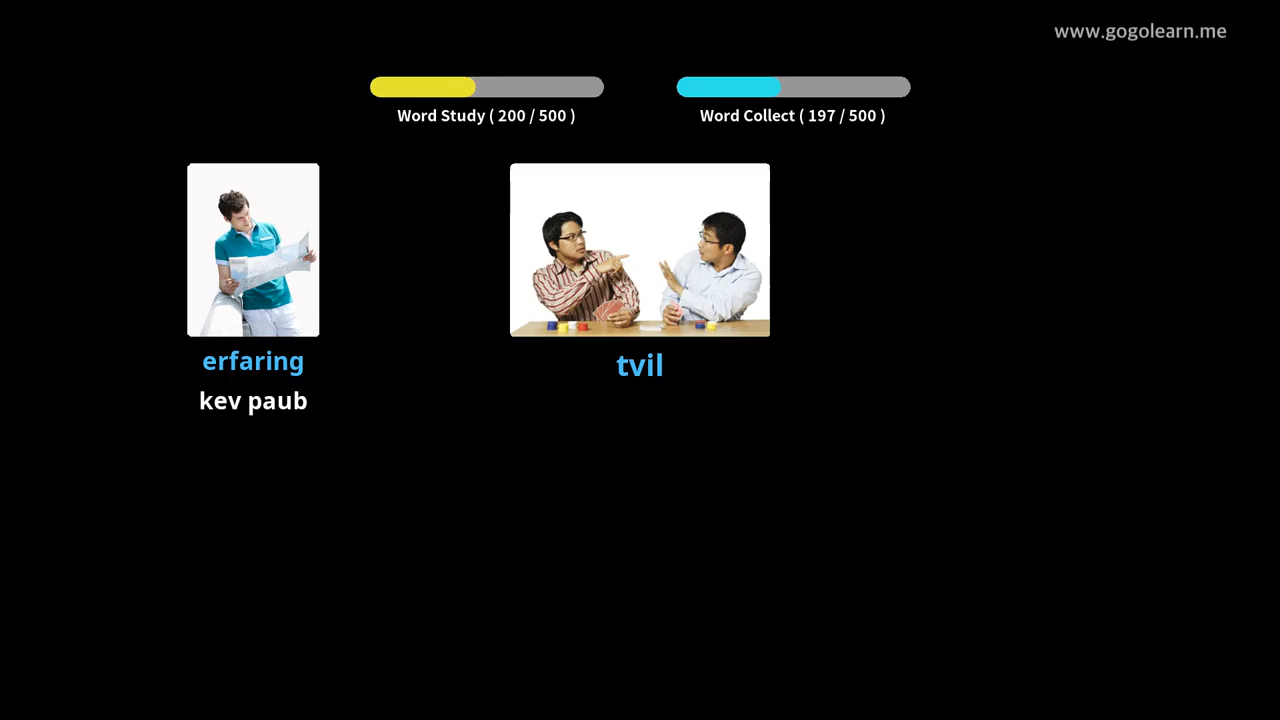 www.gogolearn.me
Word Study ( 200 / 500 )
Word Collect ( 197 / 500 )
erfaring
kev paub
tvil